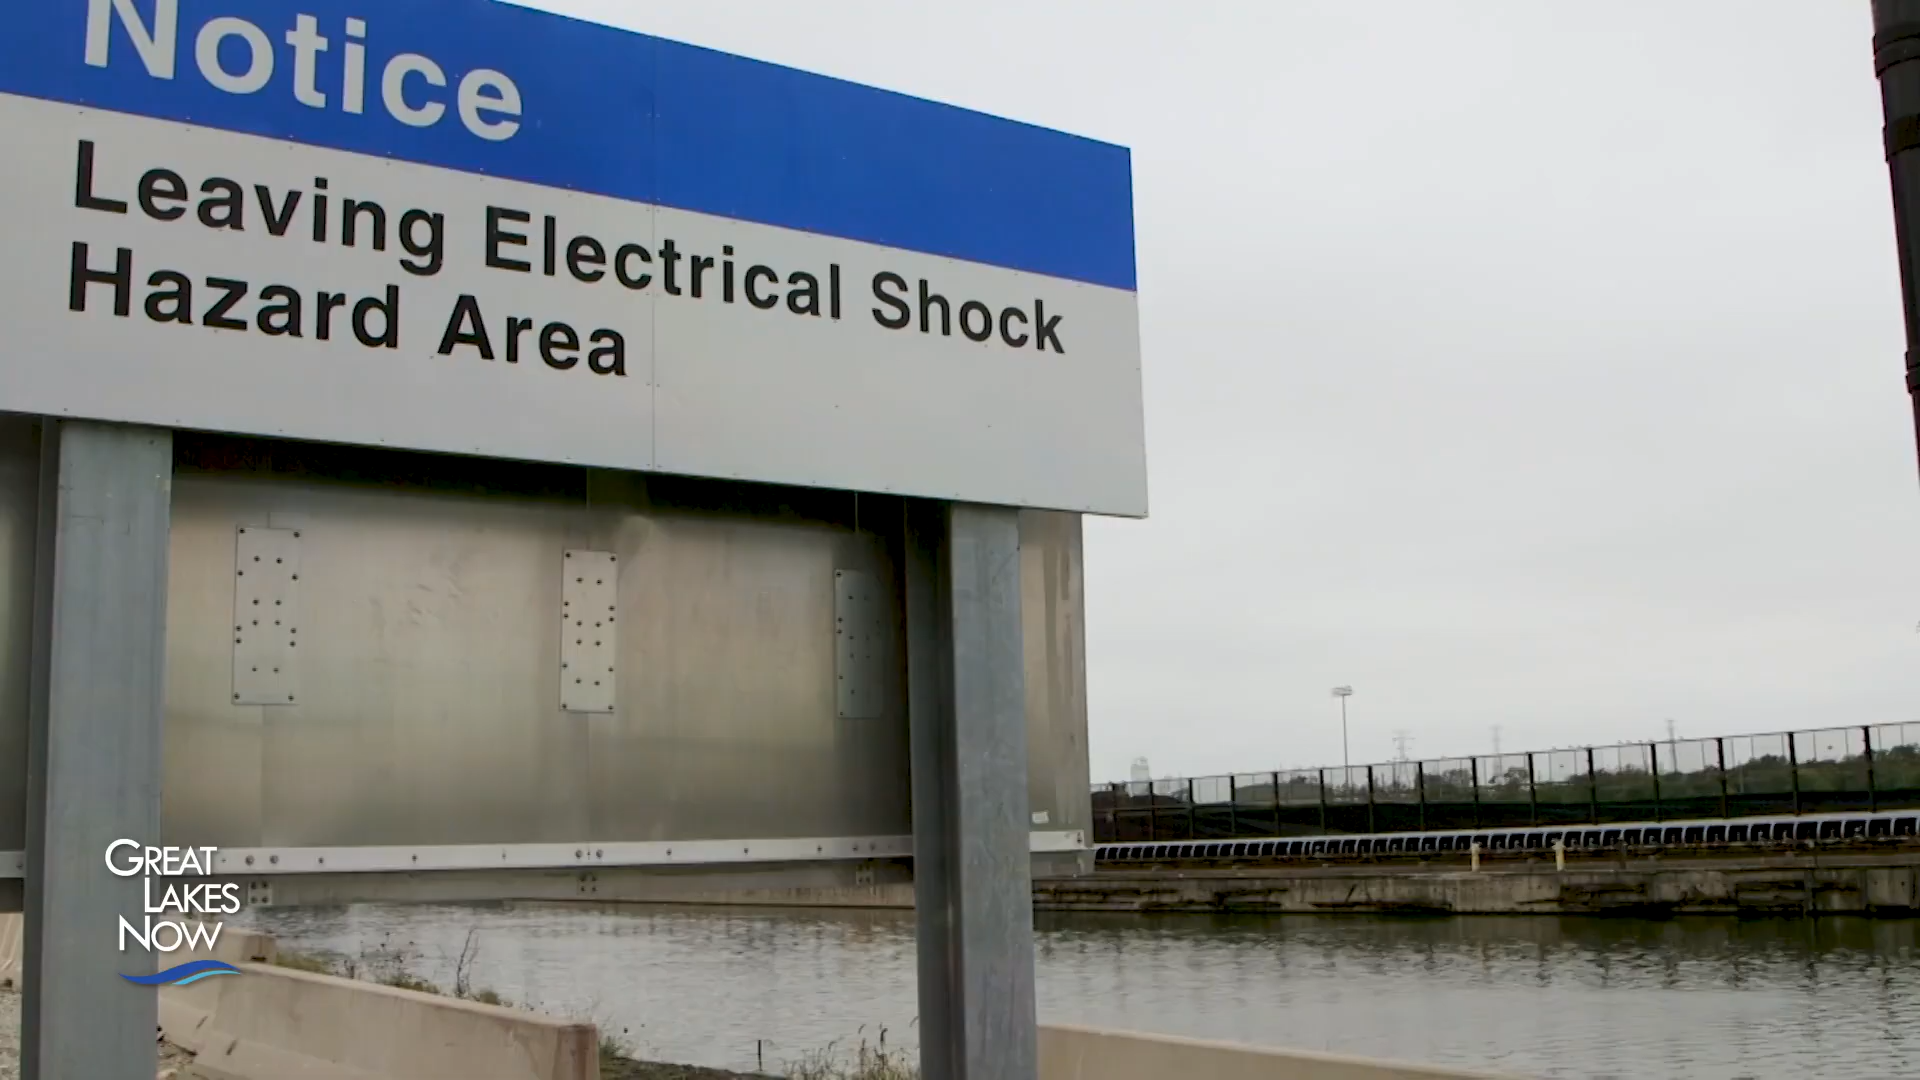 Notice
Leaving Electrical Shock
Hazard Area
GREAT
LAKES
NOW